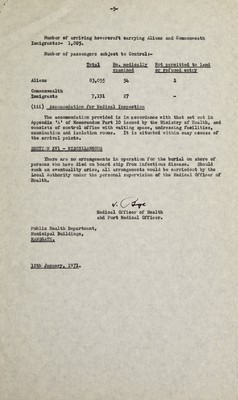 -5-
Number of arriving hovercraft carrying Aliens and Commonwealth
Immigrants:- 1,205.
Number of passengers subject to Control:-
Total No. medically examined Not permitted to land or refused entry
Aliens 83,055 54 1
Commonwealth
Immigrants 7,191 27 -
(iii) Accommodation for Medical Inspection
The accommodation provided is in accordance with that set out in
Appendix 'A' of Memorandum Port 10 issued by the Ministry of Health, and
consists of control office with waiting space, undressing facilities,
examination and isolation rooms. It is situated within easy access of
the arrival points.
SECTION XVI - MISCELLANEOUS
There are no arrangements in operation for the burial on shore of
persons who have died on board ship from infectious disease. Should
such an eventuality arise, all arrangements would be undertaken by the
Local Authority under the personal supervision of the Medical Officer of
Health.
Medical Officer of Health
and Port Medical Officer.
Public Health Department,
Municipal Buildings,
RAMSGATE.
12th January, 1971.